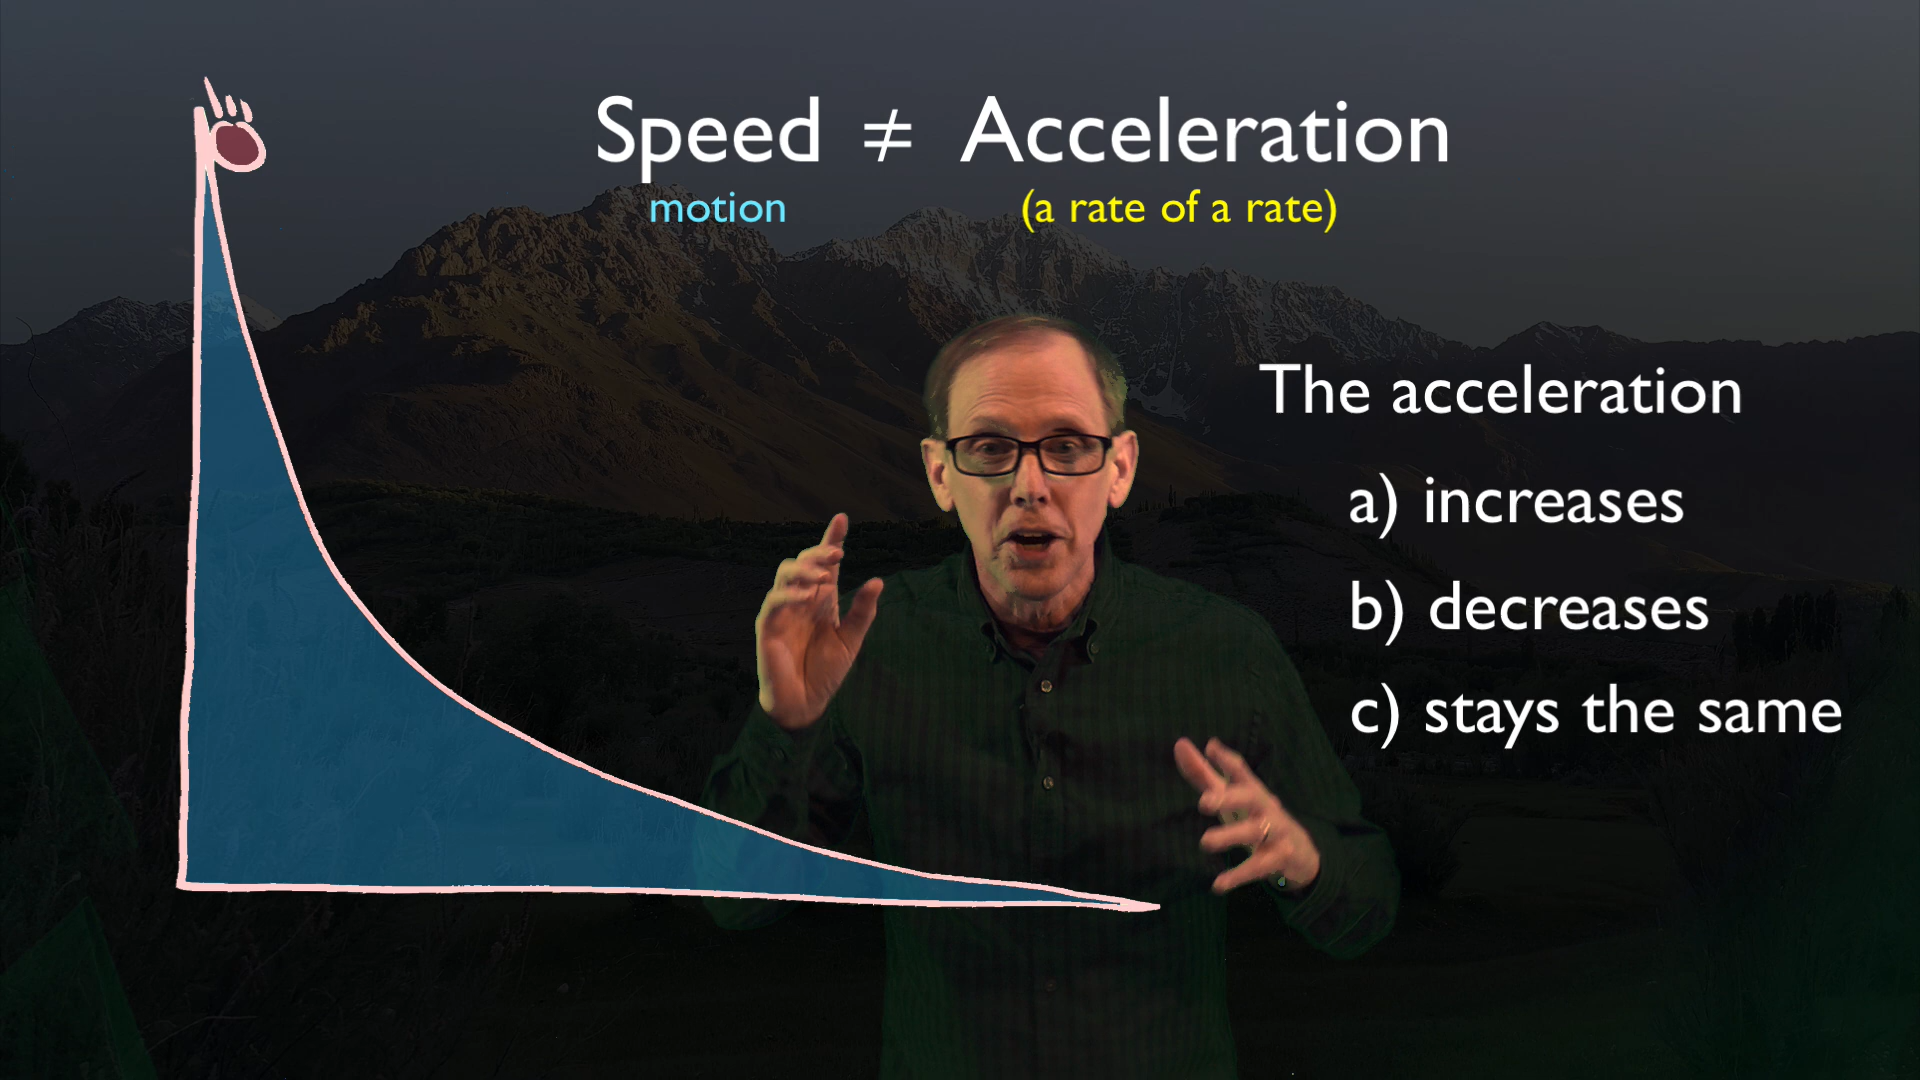 Speed ≠ Acceleration
motion (a rate of a rate)
The acceleration
a) increases
b) decreases
c) stays the same